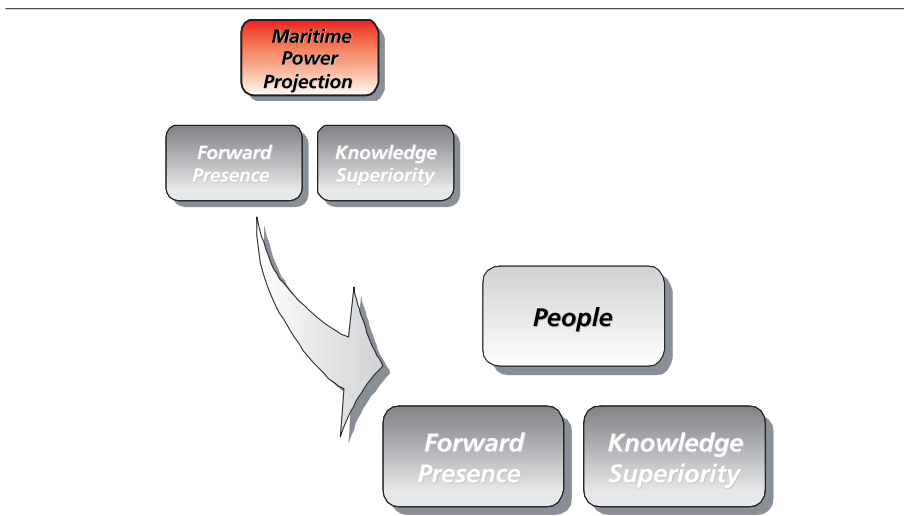 Maritime
Power
Projection
Forward
Presence
Knowledge
Superiority
People
Forward
Presence
Knowledge
Superiority